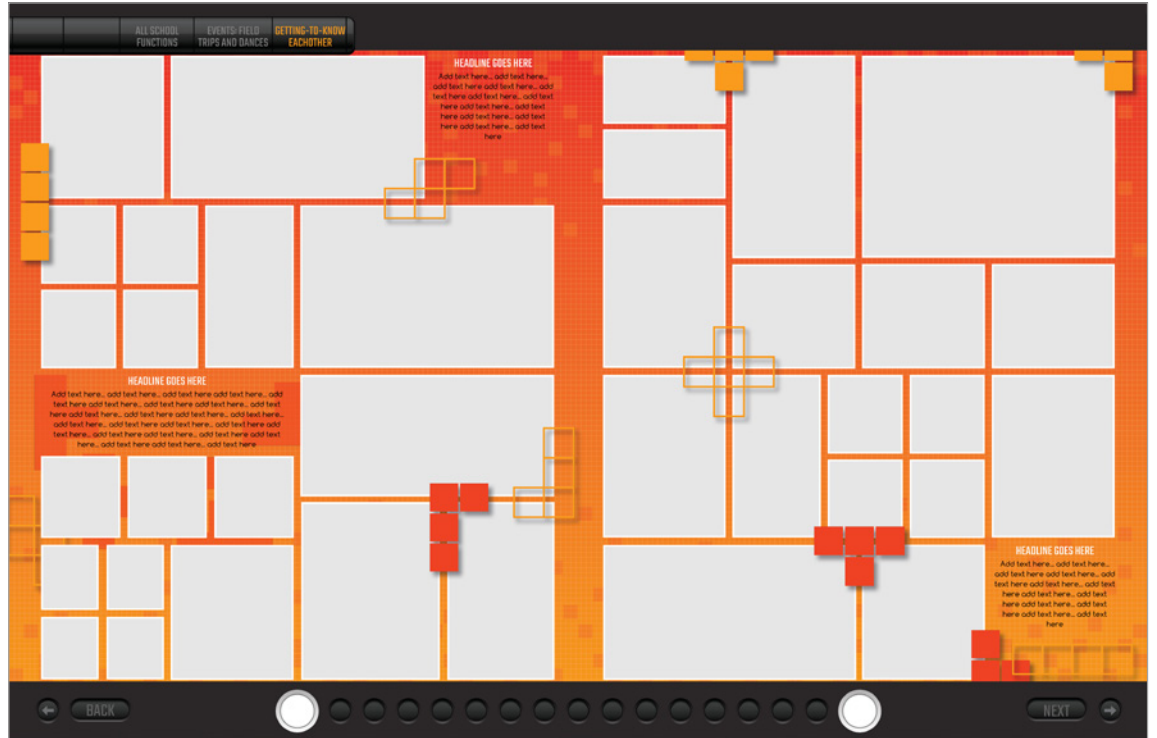 ALL SCHOOL
FUNCTIONS
EVENTS: FIELD
TRIPS AND DANCES
GETTING-TO-KNOW
EACHOTHER
HEADLINE GOES HERE
Add text here... add text here...
add text here add text here... add
text here add text here... add text
here add text here... add text
here add text here... add text
here add text here... add text
here
HEADLINE GOES HERE
Add text here... add text here... add text here add text here... add
text here add text here... add text here add text here... add text
here add text here... add text here add text here... add text here...
add text here... add text here add text here... add text here add
text here... add text here add text here... add text here add text
here... add text here add text here... add text here
HEADLINE GOES HERE
Add text here... add text here...
add text here add text here... add
text here add text here... add text
here add text here... add text
here add text here... add text
here add text here... add text
here
BACK
NEXT